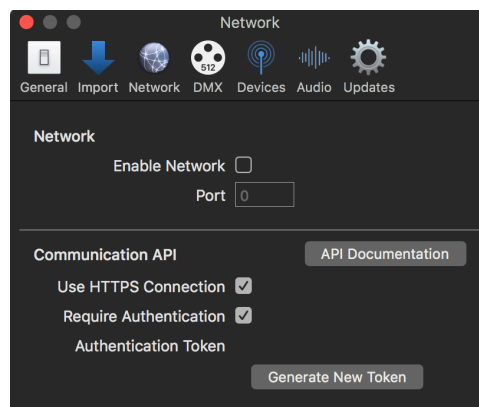 Network
512
General Import Network DMX Devices Audio Updates
Network
Enable Network
Port 0
Communication API API Documentation
Use HTTPS Connection
Require Authentication
Authentication Token
Generate New Token